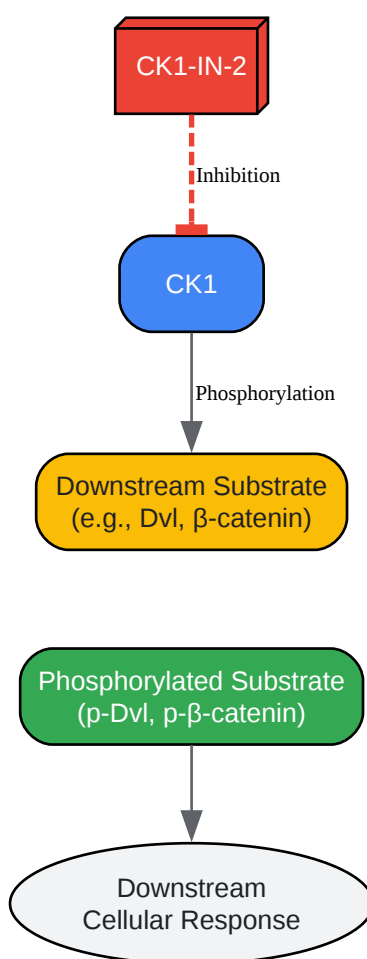 CK1-IN-2
Inhibition
CK1
Phosphorylation
Downstream Substrate
(e.g., Dvl, β-catenin)
Phosphorylated Substrate
(p-Dvl, p-β-catenin)
Downstream
Cellular Response